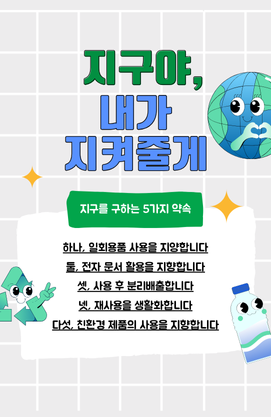 지구야,
내가
지켜줄게
지구를 구하는 5가지 약속
하나, 일회용품 사용을 지양합니다
둘, 전자 문서 활용을 지향합니다
셋, 사용 후 분리배출합니다
넷, 재사용을 생활화합니다
다섯, 친환경 제품의 사용을 지향합니다